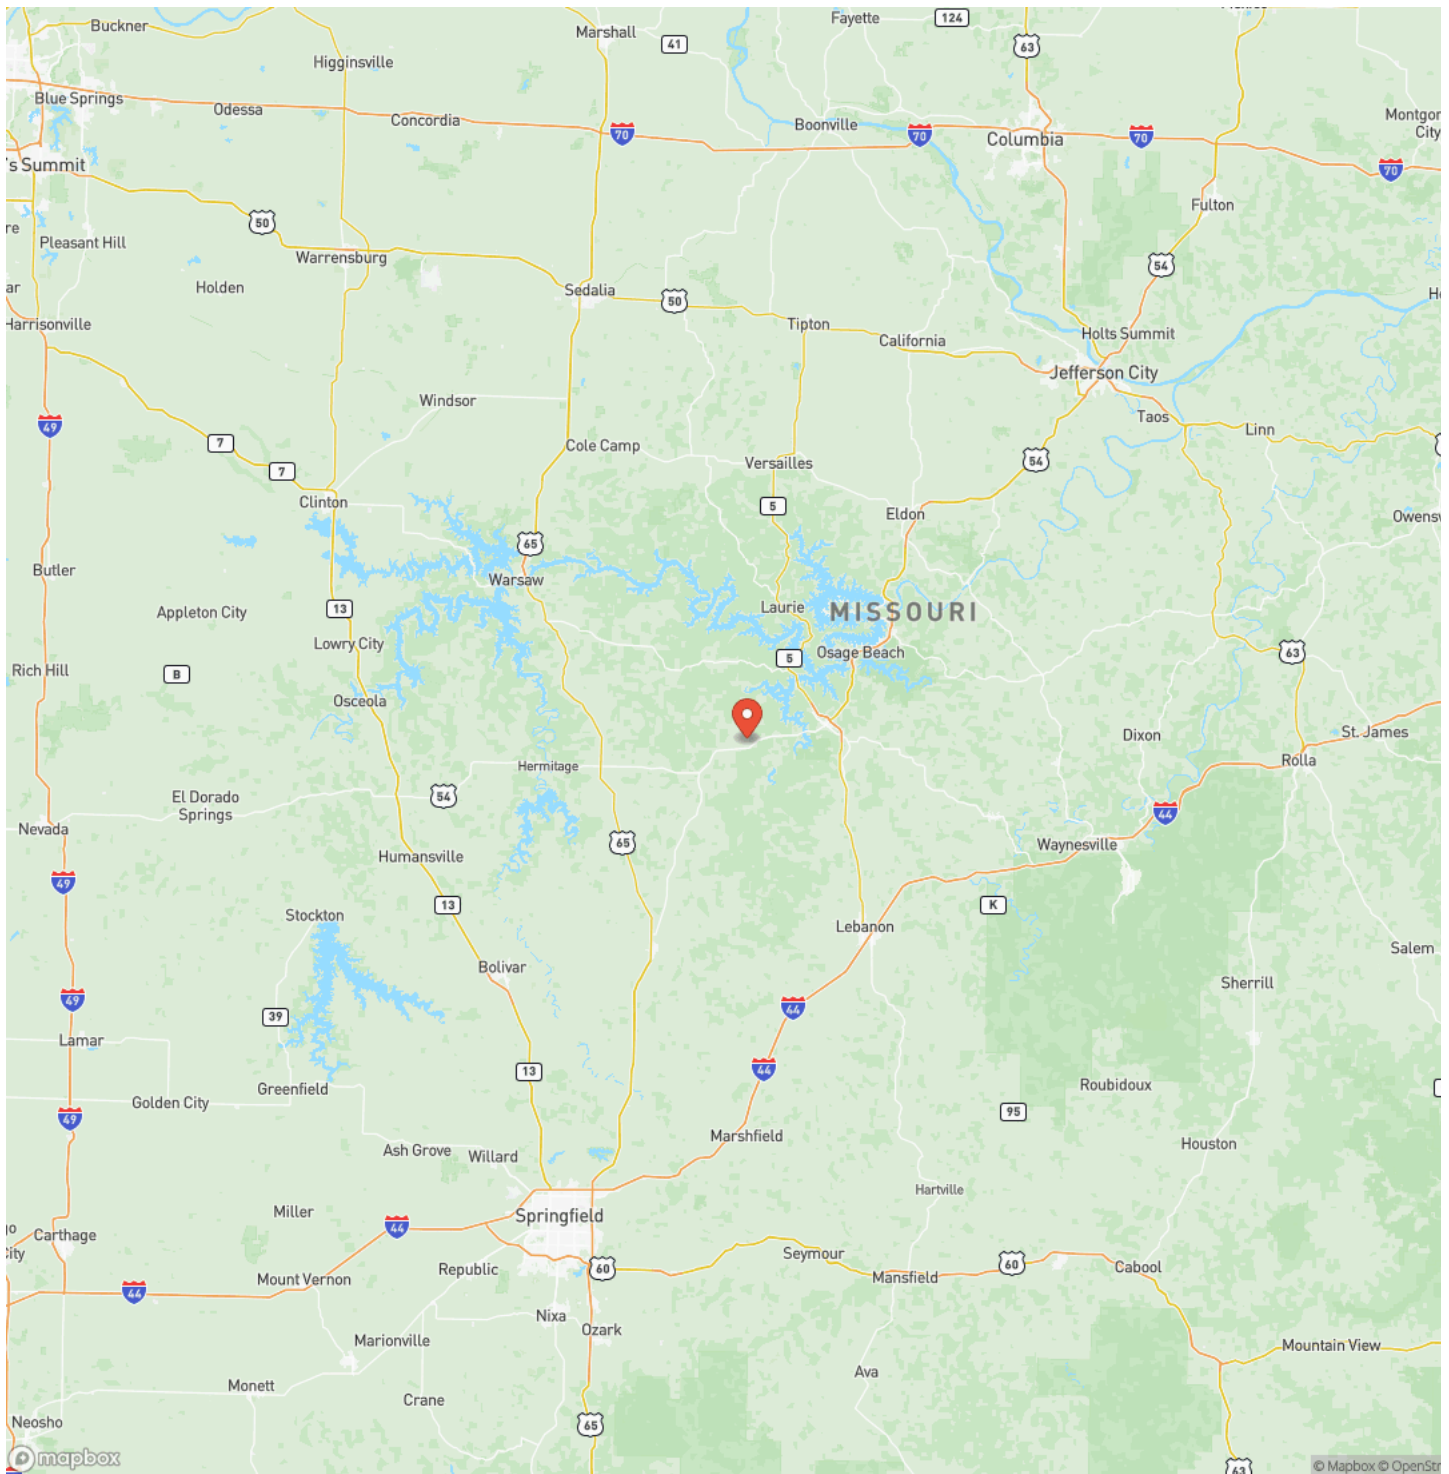 Buckner
Fayette
124
Marshall
41
63
Higginsville
Blue Springs
Odessa
Concordia
70
Boonville
70
Columbia
70
Montgor
City
70
's Summit
50
Fulton
re
Pleasant Hill
Warrensburg
54
ar
Holden
Sedalia
50
H
Harrisonville
Tipton
California
Holts Summit
Jefferson City
Windsor
Taos
49
7
Cole Camp
Linn
7
Versailles
54
Clinton
5
Eldon
Owensv
65
Butler
Warsaw
Appleton City
13
Laurie
MISSOURI
Lowry City
Osage Beach
63
5
Rich Hill
B
Osceola
Dixon
St. James
Hermitage
Rolla
54
El Dorado
Springs
44
Nevada
65
Waynesville
Humansville
49
13
K
Stockton
Lebanon
Salem
Bolivar
Sherrill
49
44
39
Lamar
13
44
Greenfield
Roubidoux
Golden City
95
49
Marshfield
Houston
Ash Grove
Willard
Hartville
Miller
Springfield
44
go
Carthage
City
Seymour
60
Republic
60
Mansfield
Cabool
Mount Vernon
44
Nixa
Ozark
Marionville
Mountain View
Ava
Monett
Crane
Neosho
65
mapbox
63
© Mapbox © OpenStr